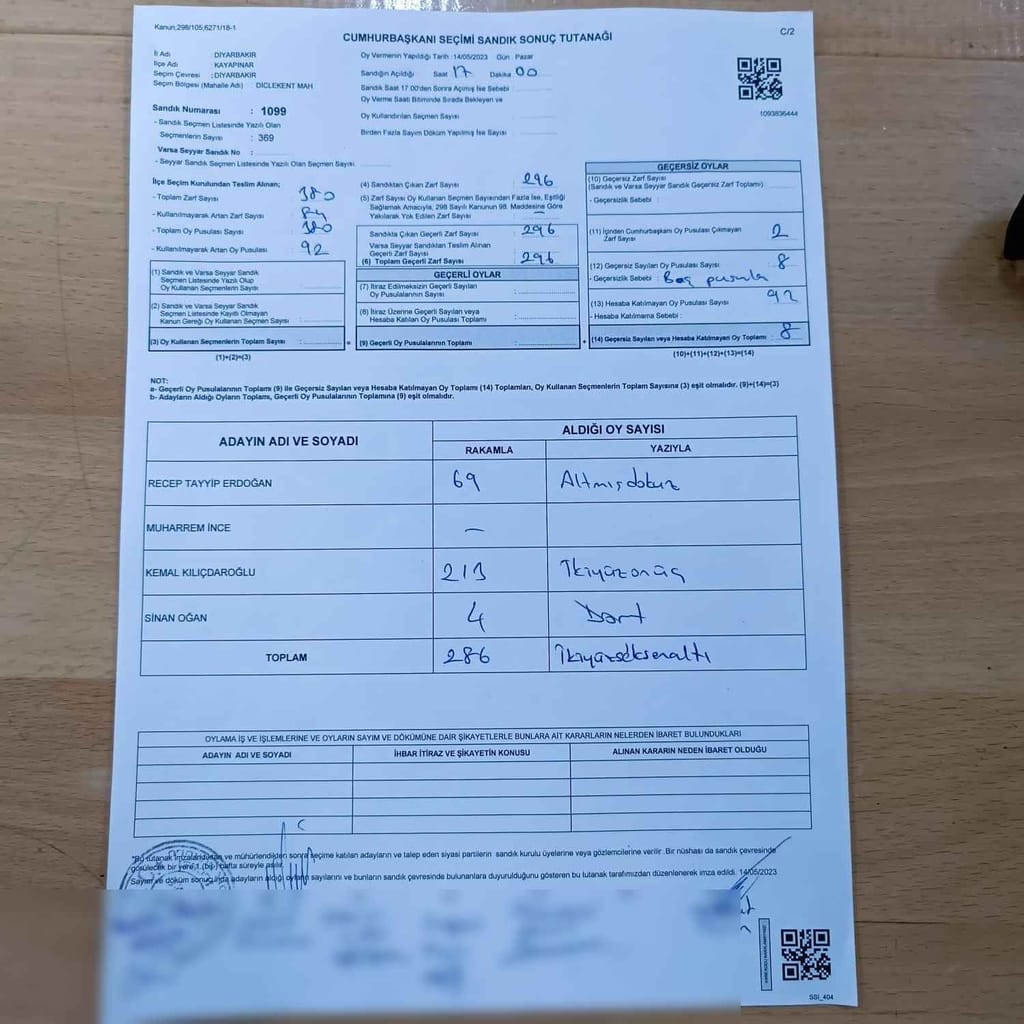 Kanun:298/105;6271/18-1
CUMHURBAŞKANI SEÇİMİ SANDIK SONUÇ TUTANAĞI
C/2
İl Adı : DİYARBAKIR
İlçe Adı : KAYAPINAR
Seçim Çevresi : DİYARBAKIR
Seçim Bölgesi (Mahalle Adı) DİCLEKENT MAH
Sandık Numarası : 1099
- Sandık Seçmen Listesinde Yazılı Olan
Seçmenlerin Sayısı : 369
Varsa Seyyar Sandık No :
- Seyyar Sandık Seçmen Listesinde Yazılı Olan Seçmen Sayısı
Oy Vermenin Yapıldığı Tarih : 14/05/2023 Gün : Pazar
Sandığın Açıldığı Saat 17 Dakika 00
Sandık Saat 17:00'den Sonra Açılmış İse Sebebi
Oy Verme Saati Bitiminde Sırada Bekleyen ve
Oy Kullandırılan Seçmen Sayısı
Birden Fazla Sayım Döküm Yapılmış İse Sayısı :
1093836444
İlçe Seçim Kurulundan Teslim Alınan;
- Toplam Zarf Sayısı : 380
- Kullanılmayarak Artan Zarf Sayısı :
- Toplam Oy Pusulası Sayısı : 380
- Kullanılmayarak Artan Oy Pusulası : 92
(1) Sandık ve Varsa Seyyar Sandık
Seçmen Listesinde Yazılı Olup
Oy Kullanan Seçmenlerin Sayısı :
(2) Sandık ve Varsa Seyyar Sandık
Seçmen Listesinde Kayıtlı Olmayan
Kanun Gereği Oy Kullanan Seçmen Sayısı :
(3) Oy Kullanan Seçmenlerin Toplam Sayısı :
(1)+(2)=(3)
(4) Sandıktan Çıkan Zarf Sayısı : 296
(5) Zarf Sayısı Oy Kullanan Seçmen Sayısından Fazla İse, Eşitliği
Sağlamak Amacıyla, 298 Sayılı Kanunun 98. Maddesine Göre
Yakılarak Yok Edilen Zarf Sayısı : —
Sandıkta Çıkan Geçerli Zarf Sayısı : 296
Varsa Seyyar Sandıktan Teslim Alınan
Geçerli Zarf Sayısı :
(6) Toplam Geçerli Zarf Sayısı : 296
GEÇERLİ OYLAR
(7) İtiraz Edilmeksizin Geçerli Sayılan
Oy Pusulalarının Sayısı :
(8) İtiraz Üzerine Geçerli Sayılan veya
Hesaba Katılan Oy Pusulası Toplamı :
= (9) Geçerli Oy Pusulalarının Toplamı :
GEÇERSİZ OYLAR
(10) Geçersiz Zarf Sayısı
(Sandık ve Varsa Seyyar Sandık Geçersiz Zarf Toplamı)
- Geçersizlik Sebebi :
(11) İçinden Cumhurbaşkanı Oy Pusulası Çıkmayan
Zarf Sayısı : 2
(12) Geçersiz Sayılan Oy Pusulası Sayısı : 8
- Geçersizlik Sebebi : Boş pusula
(13) Hesaba Katılmayan Oy Pusulası Sayısı : 92
- Hesaba Katılmama Sebebi :
+ (14) Geçersiz Sayılan veya Hesaba Katılmayan Oy Toplamı : 8
(10)+(11)+(12)+(13)=(14)
NOT:
a- Geçerli Oy Pusulalarının Toplamı (9) ile Geçersiz Sayılan veya Hesaba Katılmayan Oy Toplamı (14) Toplamları, Oy Kullanan Seçmenlerin Toplam Sayısına (3) eşit olmalıdır. (9)+(14)=(3)
b- Adayların Aldığı Oyların Toplamı, Geçerli Oy Pusulalarının Toplamına (9) eşit olmalıdır.
ADAYIN ADI VE SOYADI
ALDIĞI OY SAYISI
RAKAMLA YAZIYLA
RECEP TAYYİP ERDOĞAN 69 Altmışdokuz
MUHARREM İNCE —
KEMAL KILIÇDAROĞLU 213 İkiyüzonüç
SİNAN OĞAN 4 Dört
TOPLAM 286 İkiyüzseksenaltı
OYLAMA İŞ VE İŞLEMLERİNE VE OYLARIN SAYIM VE DÖKÜMÜNE DAİR ŞİKAYETLERLE BUNLARA AİT KARARLARIN NELERDEN İBARET BULUNDUKLARI
ADAYIN ADI VE SOYADI İHBAR İTİRAZ VE ŞİKAYETİN KONUSU ALINAN KARARIN NEDEN İBARET OLDUĞU
"Bu tutanak imzalandıktan ve mühürlendikten sonra seçime katılan adayların ve talep eden siyasi partilerin sandık kurulu üyelerine veya gözlemcilerine verilir. Bir nüshası da sandık çevresinde
görülecek bir yere 1 (bir) hafta süreyle asılır.
Sayım ve döküm sonucunda adayların aldığı oyların sayılarını ve bunların sandık çevresinde bulunanlara duyurulduğunu gösteren bu tutanak tarafımızdan düzenlenerek imza edildi. 14/05/2023
SSI_404